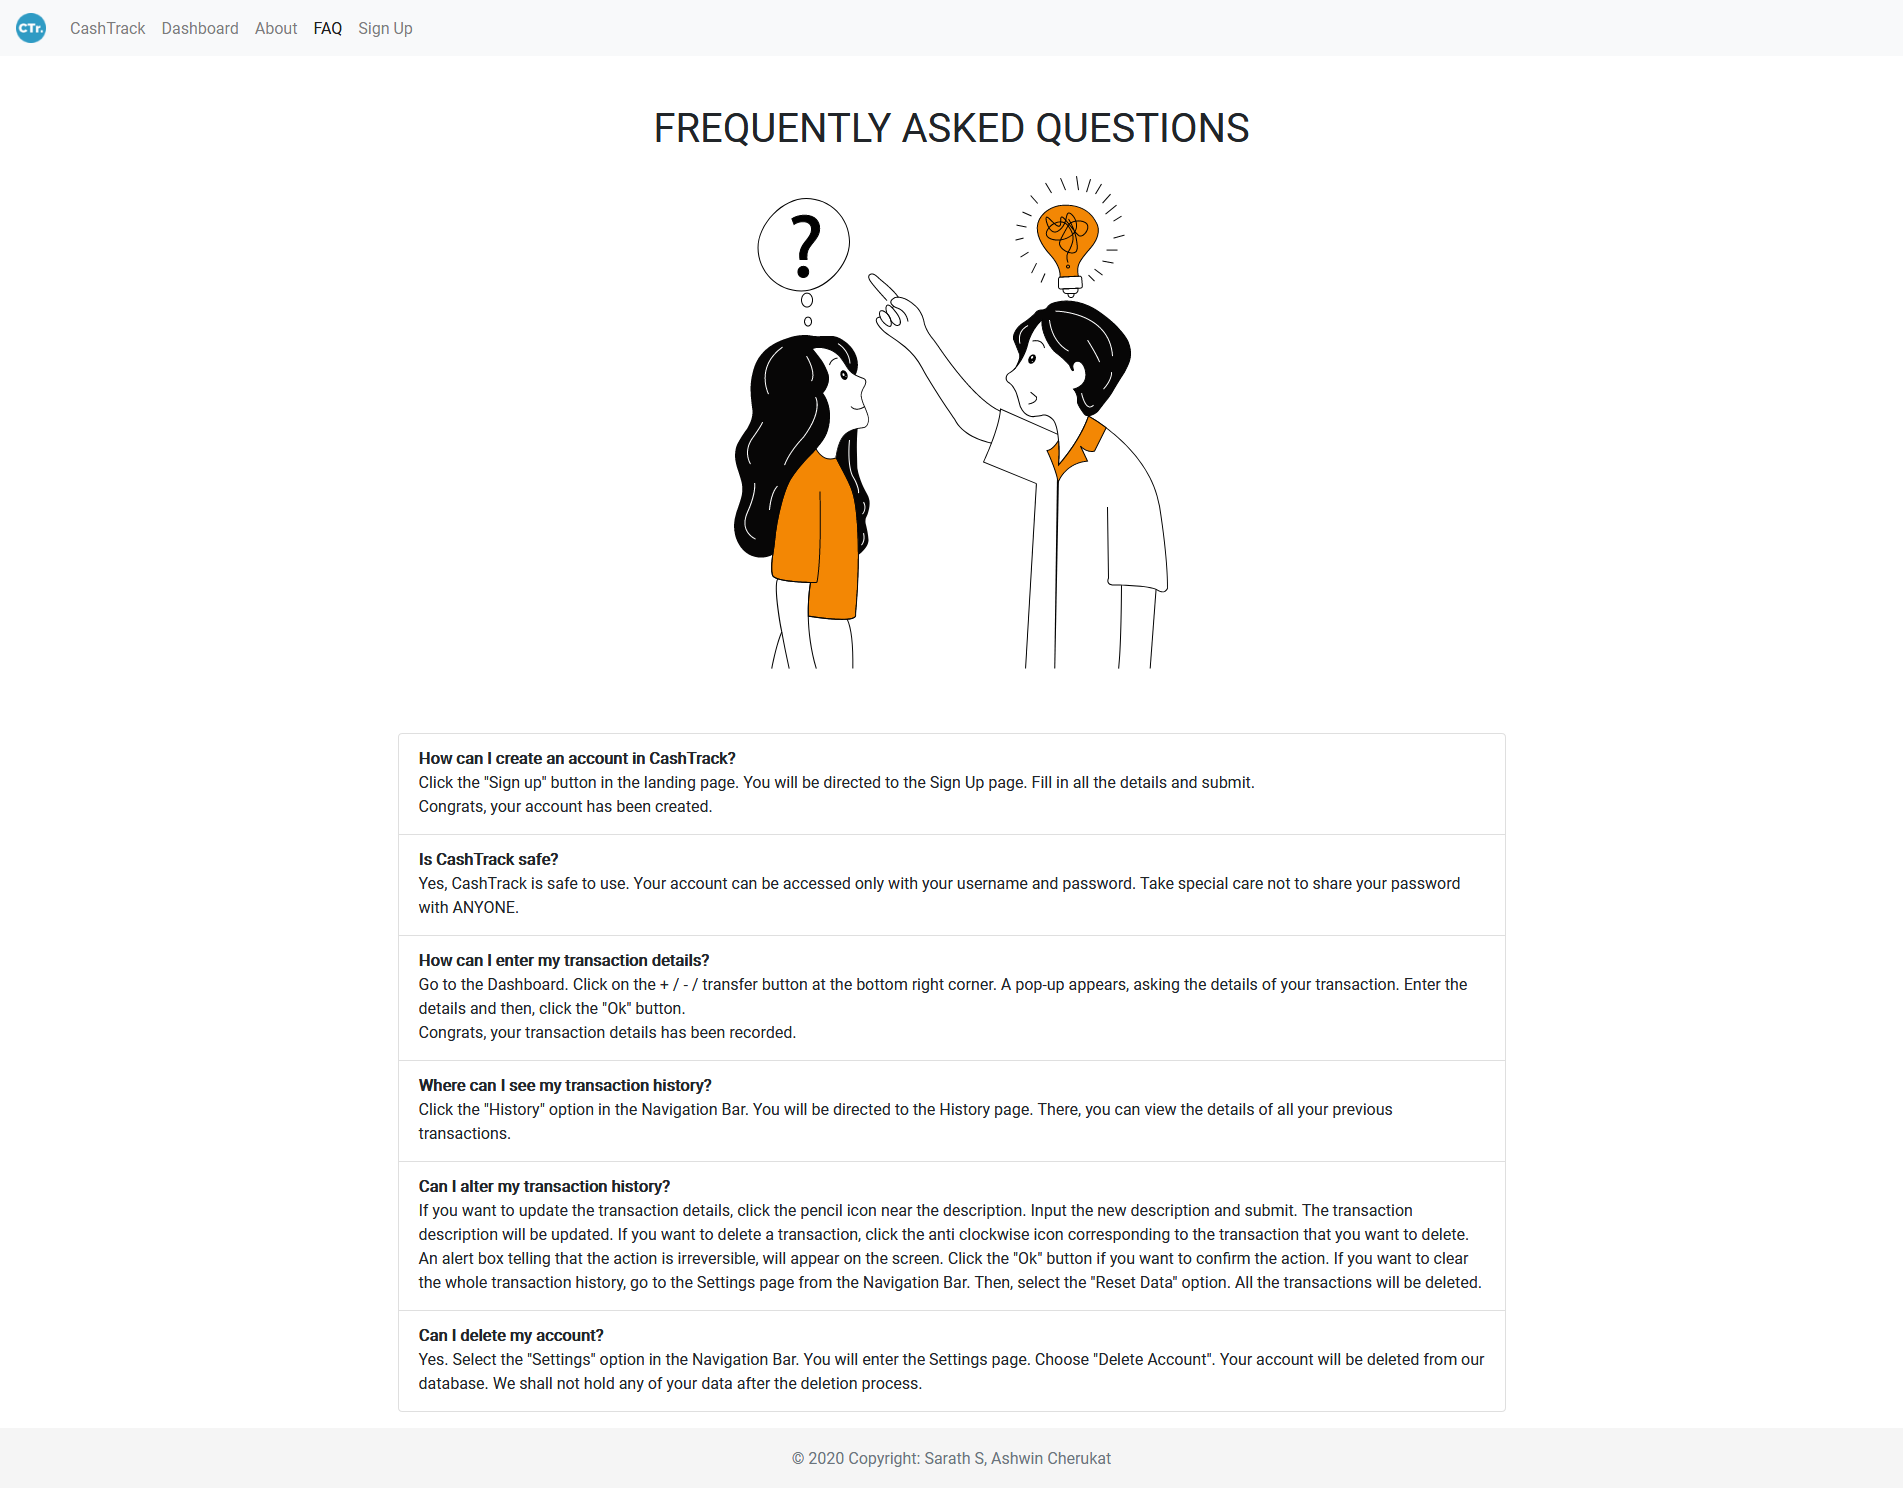 CTr.
CashTrack Dashboard About FAQ Sign Up
FREQUENTLY ASKED QUESTIONS
?
How can I create an account in CashTrack?
Click the "Sign up" button in the landing page. You will be directed to the Sign Up page. Fill in all the details and submit.
Congrats, your account has been created.
Is CashTrack safe?
Yes, CashTrack is safe to use. Your account can be accessed only with your username and password. Take special care not to share your password
with ANYONE.
How can I enter my transaction details?
Go to the Dashboard. Click on the + / - / transfer button at the bottom right corner. A pop-up appears, asking the details of your transaction. Enter the
details and then, click the "Ok" button.
Congrats, your transaction details has been recorded.
Where can I see my transaction history?
Click the "History" option in the Navigation Bar. You will be directed to the History page. There, you can view the details of all your previous
transactions.
Can I alter my transaction history?
If you want to update the transaction details, click the pencil icon near the description. Input the new description and submit. The transaction
description will be updated. If you want to delete a transaction, click the anti clockwise icon corresponding to the transaction that you want to delete.
An alert box telling that the action is irreversible, will appear on the screen. Click the "Ok" button if you want to confirm the action. If you want to clear
the whole transaction history, go to the Settings page from the Navigation Bar. Then, select the "Reset Data" option. All the transactions will be deleted.
Can I delete my account?
Yes. Select the "Settings" option in the Navigation Bar. You will enter the Settings page. Choose "Delete Account". Your account will be deleted from our
database. We shall not hold any of your data after the deletion process.
© 2020 Copyright: Sarath S, Ashwin Cherukat